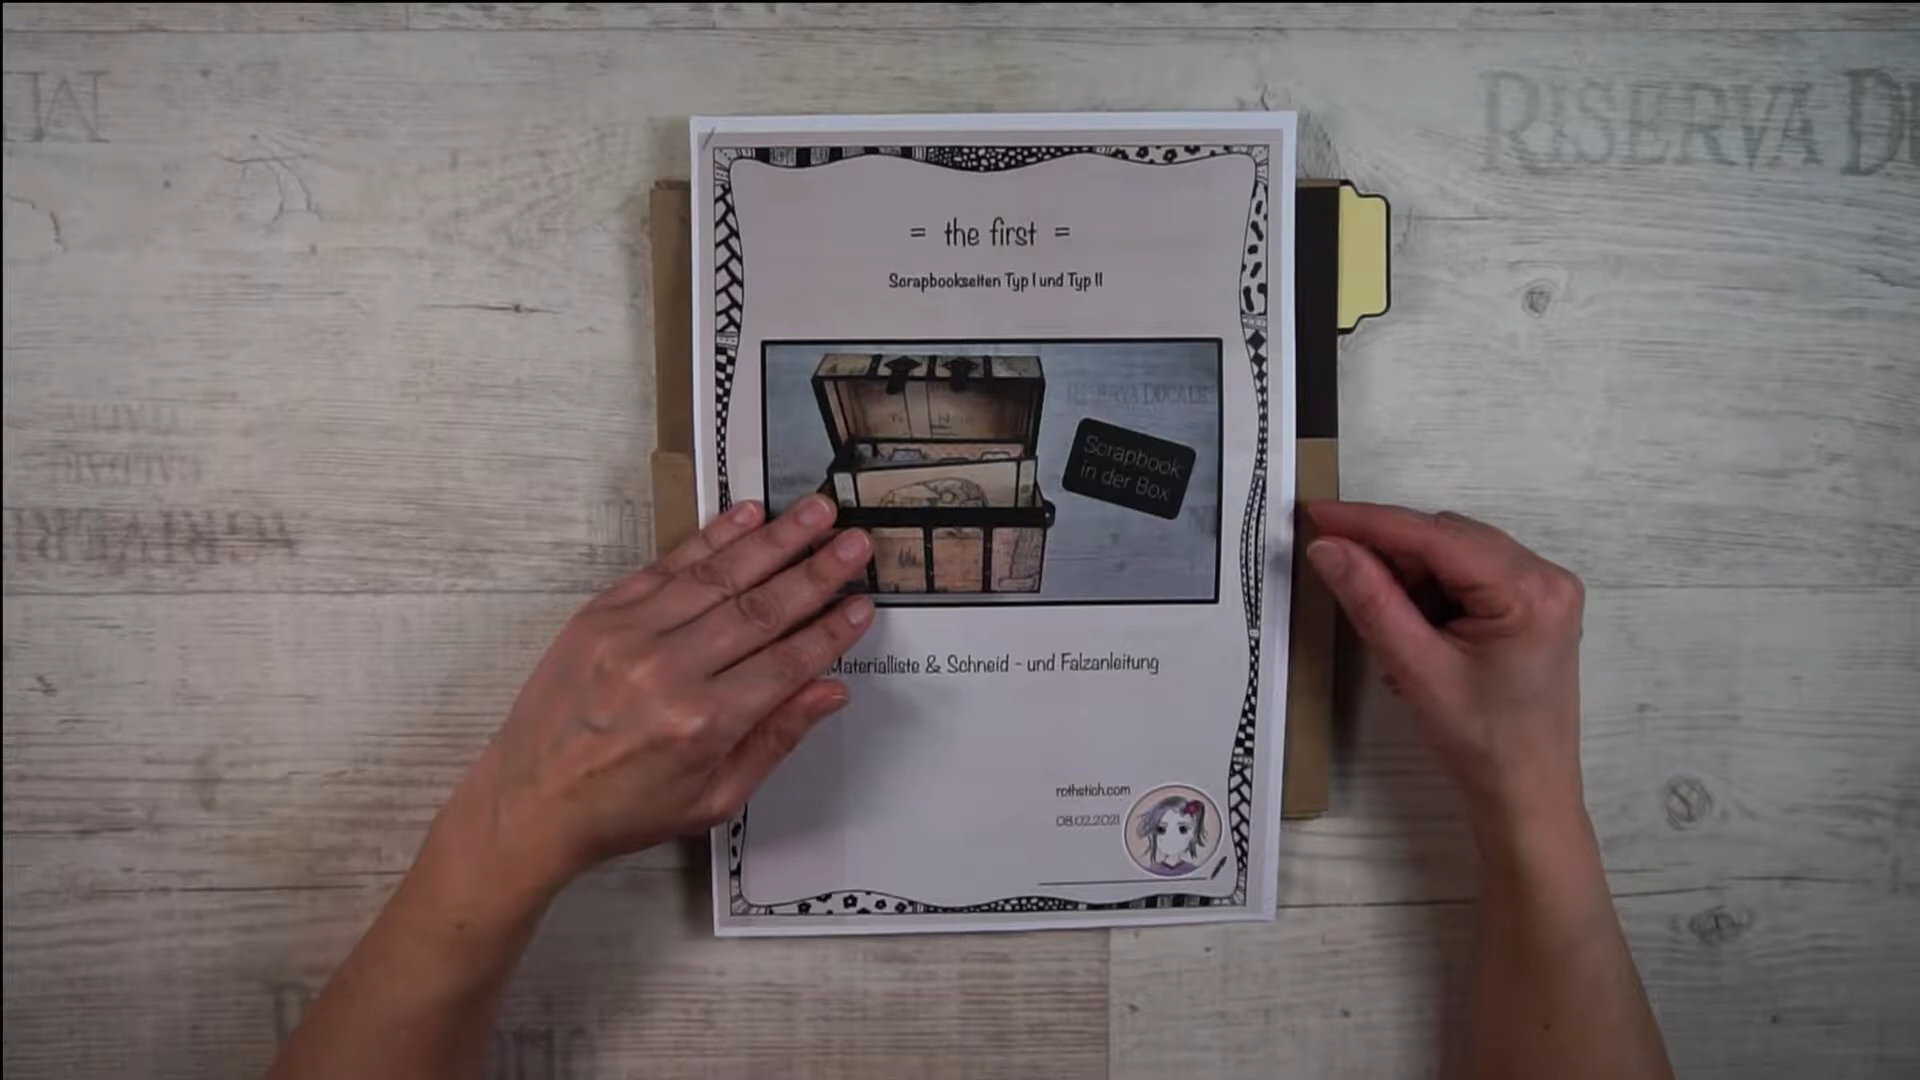 RISERVA
= the first =
Scrapbookseiten Typ I und Typ II
RISERVA DUCALE
Scrapbook
in der Box
Materialliste & Schneid - und Falzanleitung
rothstich.com
08.02.2021